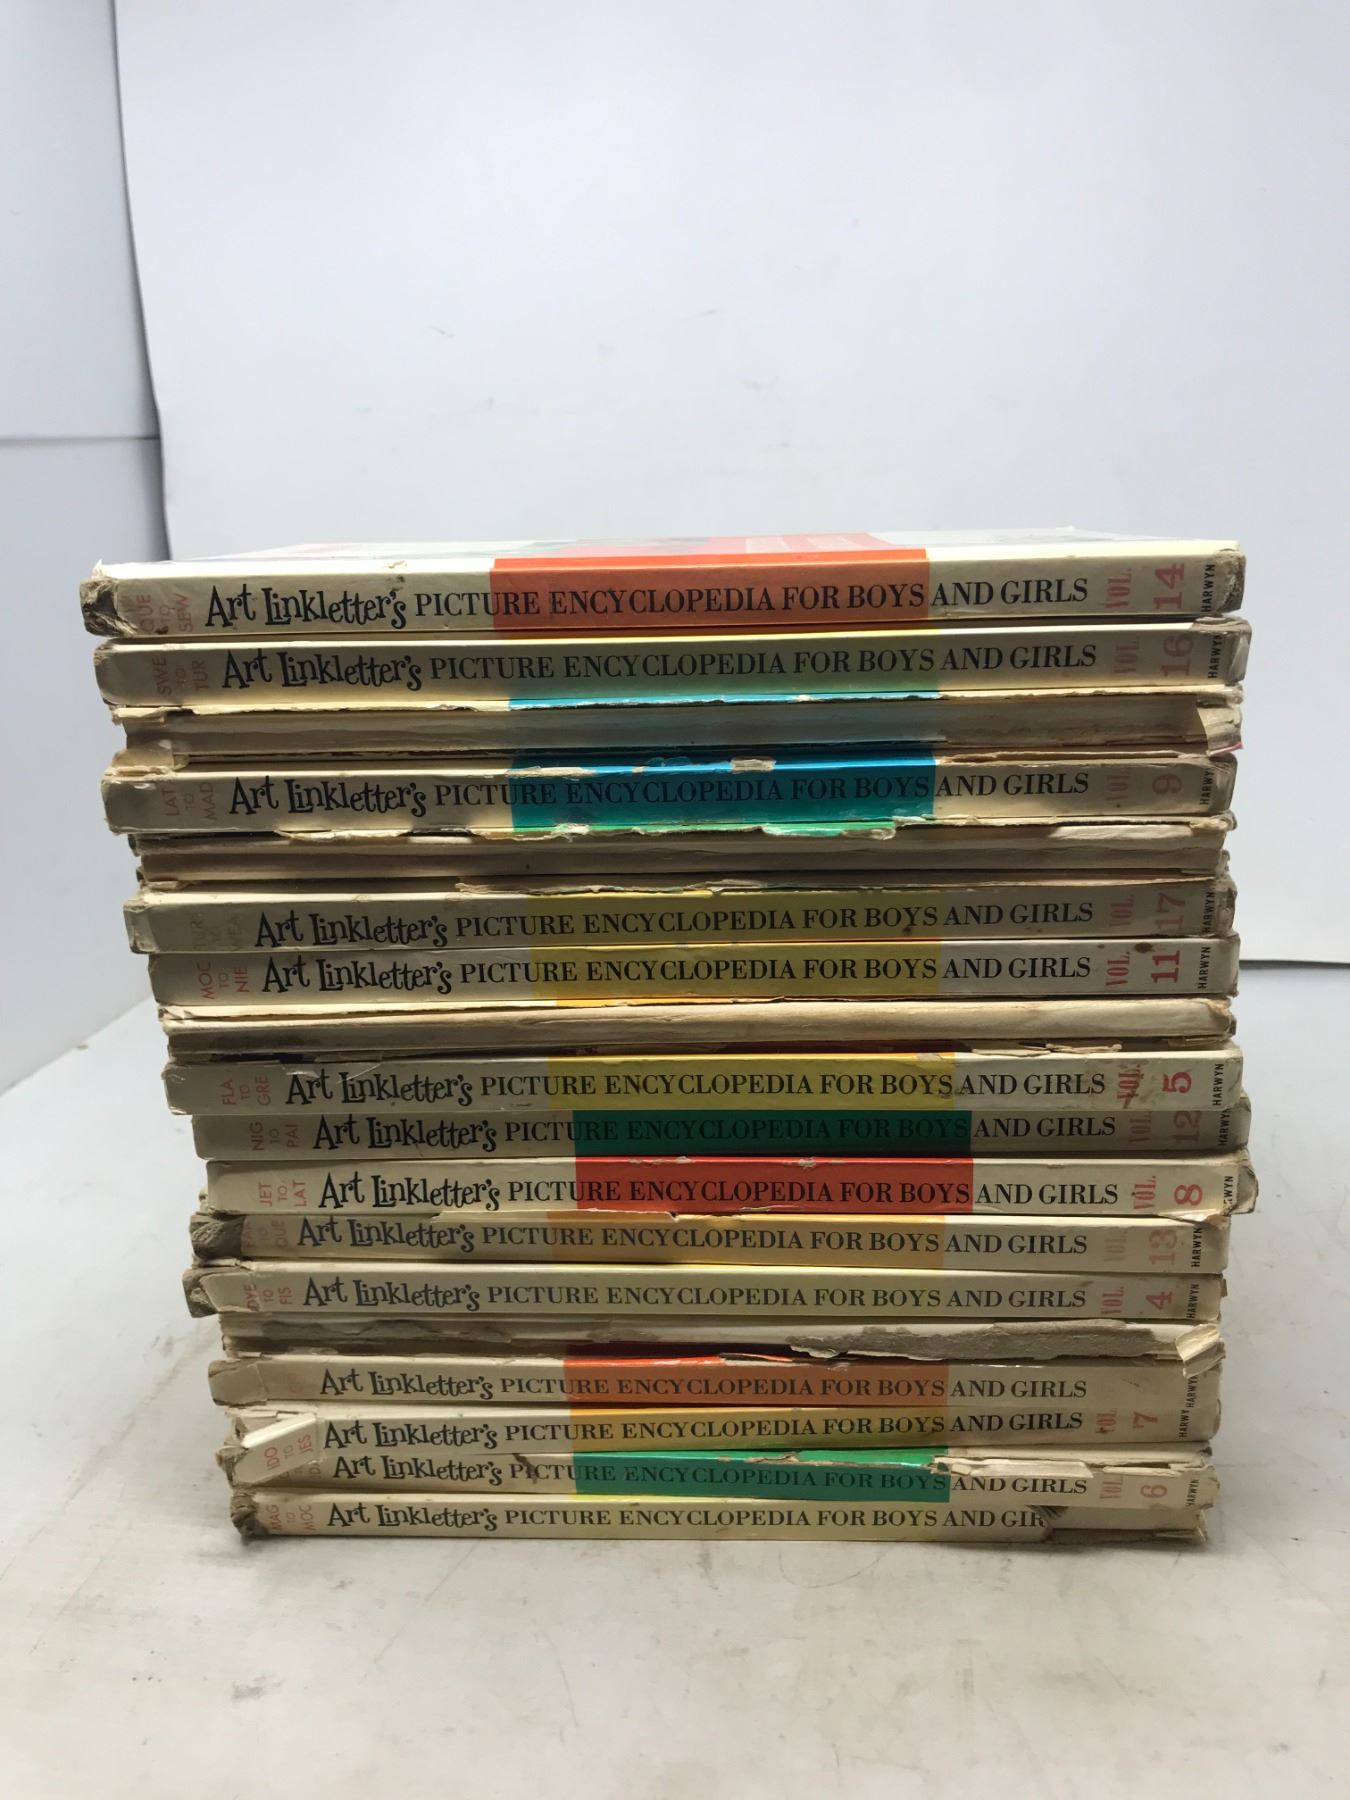 QUE TO SEW Art Linkletter's PICTURE ENCYCLOPEDIA FOR BOYS AND GIRLS VOL. 14 HARWYN
SWE TO TUR Art Linkletter's PICTURE ENCYCLOPEDIA FOR BOYS AND GIRLS VOL. 16 HARWYN
LAT TO MAD Art Linkletter's PICTURE ENCYCLOPEDIA FOR BOYS AND GIRLS VOL. 9 HARWYN
TUR TO WEA Art Linkletter's PICTURE ENCYCLOPEDIA FOR BOYS AND GIRLS VOL. 17 HARWYN
MOC TO NIE Art Linkletter's PICTURE ENCYCLOPEDIA FOR BOYS AND GIRLS VOL. 11 HARWYN
FLA TO GRE Art Linkletter's PICTURE ENCYCLOPEDIA FOR BOYS AND GIRLS VOL. 5 HARWYN
NIG TO PAI Art Linkletter's PICTURE ENCYCLOPEDIA FOR BOYS AND GIRLS VOL. 12 HARWYN
JET TO LAT Art Linkletter's PICTURE ENCYCLOPEDIA FOR BOYS AND GIRLS VOL. 8 RWYN
TO QUE Art Linkletter's PICTURE ENCYCLOPEDIA FOR BOYS AND GIRLS VOL. 13 HARWYN
DVE TO FIS Art Linkletter's PICTURE ENCYCLOPEDIA FOR BOYS AND GIRLS VOL. 4 HARWYN
Art Linkletter's PICTURE ENCYCLOPEDIA FOR BOYS AND GIRLS HARWYN
IDO TO JES Art Linkletter's PICTURE ENCYCLOPEDIA FOR BOYS AND GIRLS VOL. 7 HARWY
Art Linkletter's PICTURE ENCYCLOPEDIA FOR BOYS AND GIRLS VOL. 6 HARWYN
MAG TO MOC Art Linkletter's PICTURE ENCYCLOPEDIA FOR BOYS AND GIR